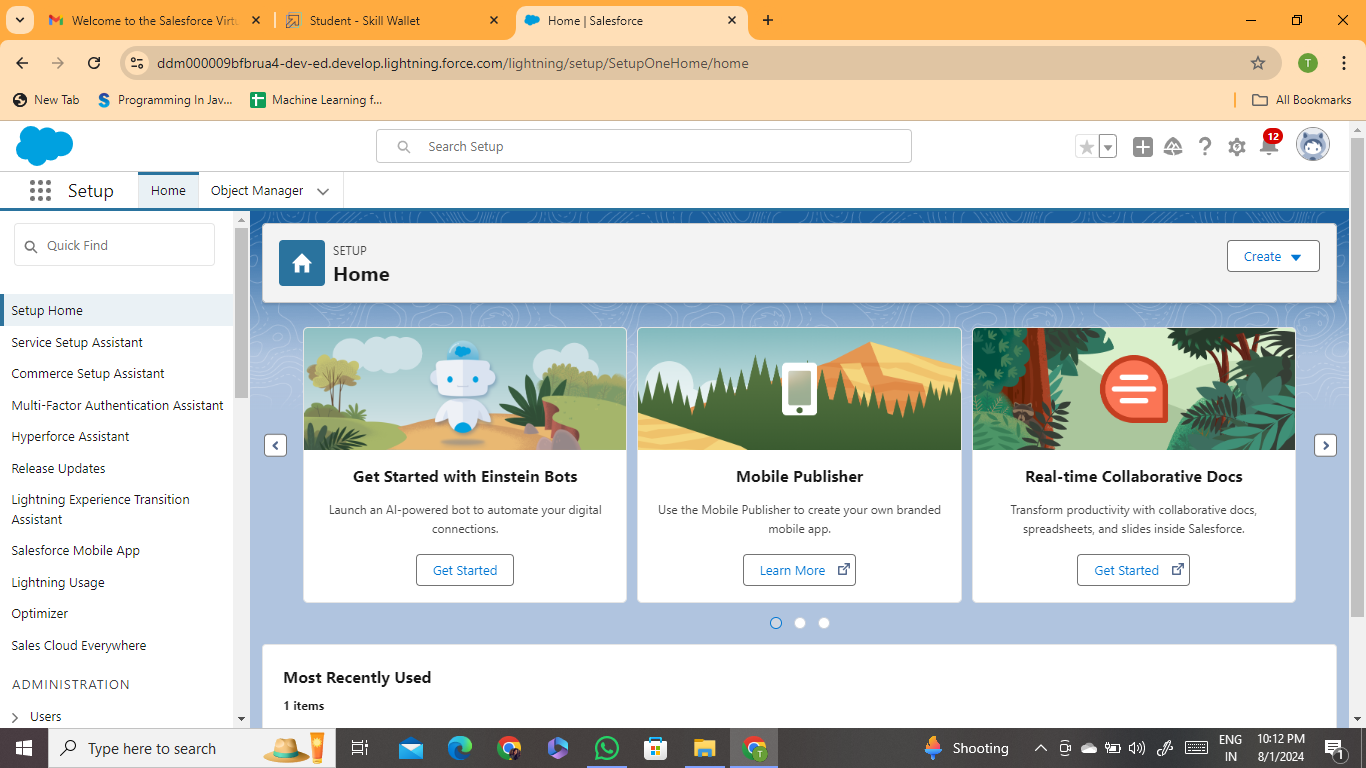 Welcome to the Salesforce Virtu
Student - Skill Wallet
Home | Salesforce
ddm000009bfbrua4-dev-ed.develop.lightning.force.com/lightning/setup/SetupOneHome/home
T
New Tab
Programming In Jav...
Machine Learning f...
All Bookmarks
Search Setup
12
Setup
Home
Object Manager
Quick Find
Setup Home
Service Setup Assistant
Commerce Setup Assistant
Multi-Factor Authentication Assistant
Hyperforce Assistant
Release Updates
Lightning Experience Transition
Assistant
Salesforce Mobile App
Lightning Usage
Optimizer
Sales Cloud Everywhere
ADMINISTRATION
Users
SETUP
Home
Create
Get Started with Einstein Bots
Launch an AI-powered bot to automate your digital
connections.
Get Started
Mobile Publisher
Use the Mobile Publisher to create your own branded
mobile app.
Learn More
Real-time Collaborative Docs
Transform productivity with collaborative docs,
spreadsheets, and slides inside Salesforce.
Get Started
Most Recently Used
1 items
Type here to search
T
Shooting
ENG
IN
10:12 PM
8/1/2024
1